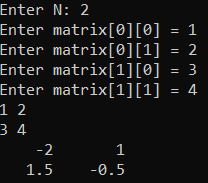 Enter N: 2
Enter matrix[0][0] = 1
Enter matrix[0][1] = 2
Enter matrix[1][0] = 3
Enter matrix[1][1] = 4
1 2
3 4
-2 1
1.5 -0.5